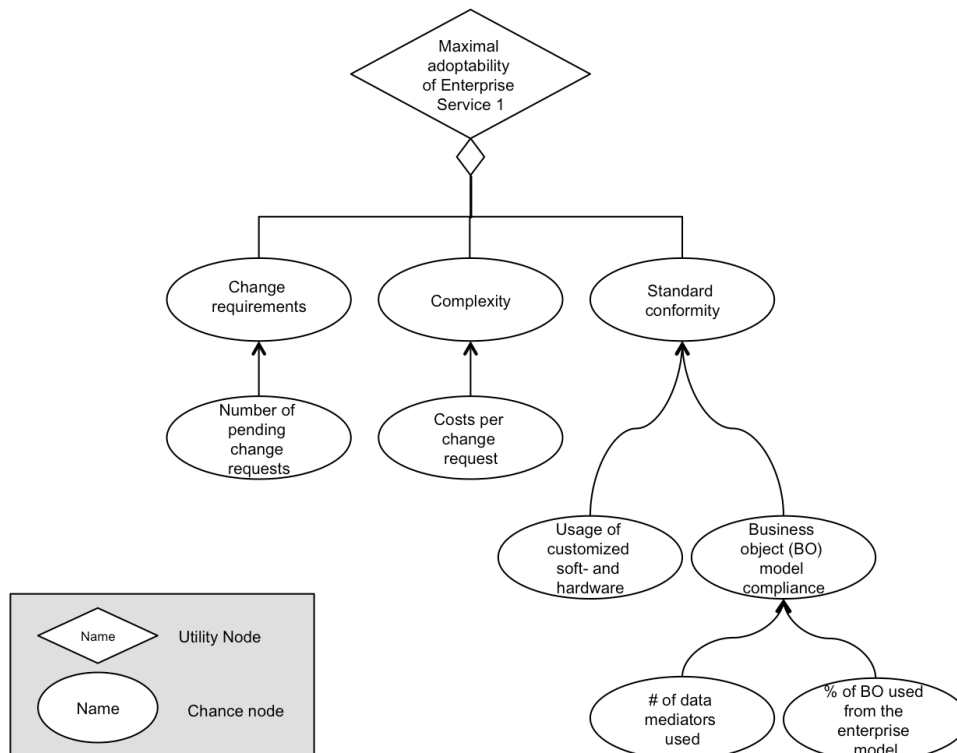 Maximal
adoptability
of Enterprise
Service 1
Change
requirements
Complexity
Standard
conformity
Number of
pending
change
requests
Costs per
change
request
Usage of
customized
soft- and
hardware
Business
object (BO)
model
compliance
Name
Utility Node
Name
Chance node
# of data
mediators
used
% of BO used
from the
enterprise
model